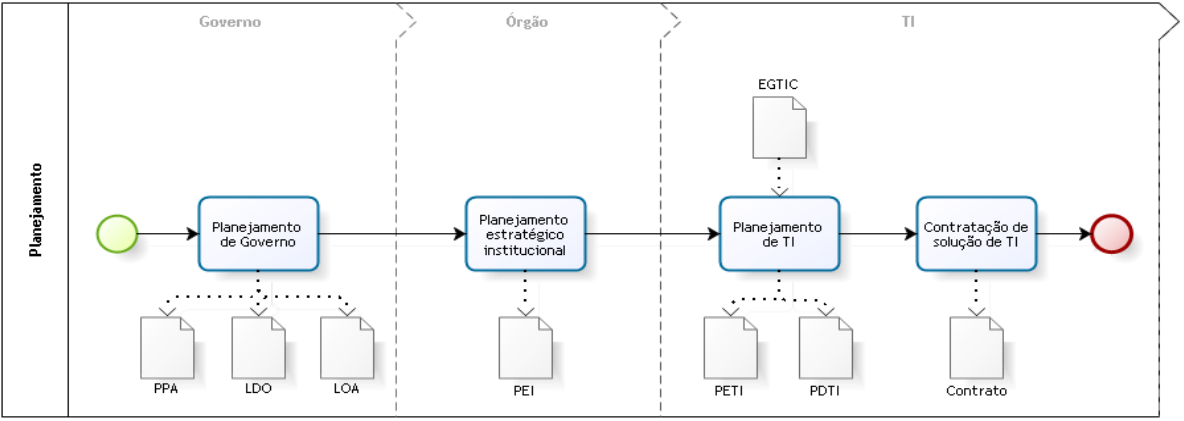 Governo
Órgão
TI
Planejamento
EGTIC
Planejamento
de Governo
Planejamento
estratégico
institucional
Planejamento
de TI
Contratação de
solução de TI
PPA
LDO
LOA
PEI
PETI
PDTI
Contrato